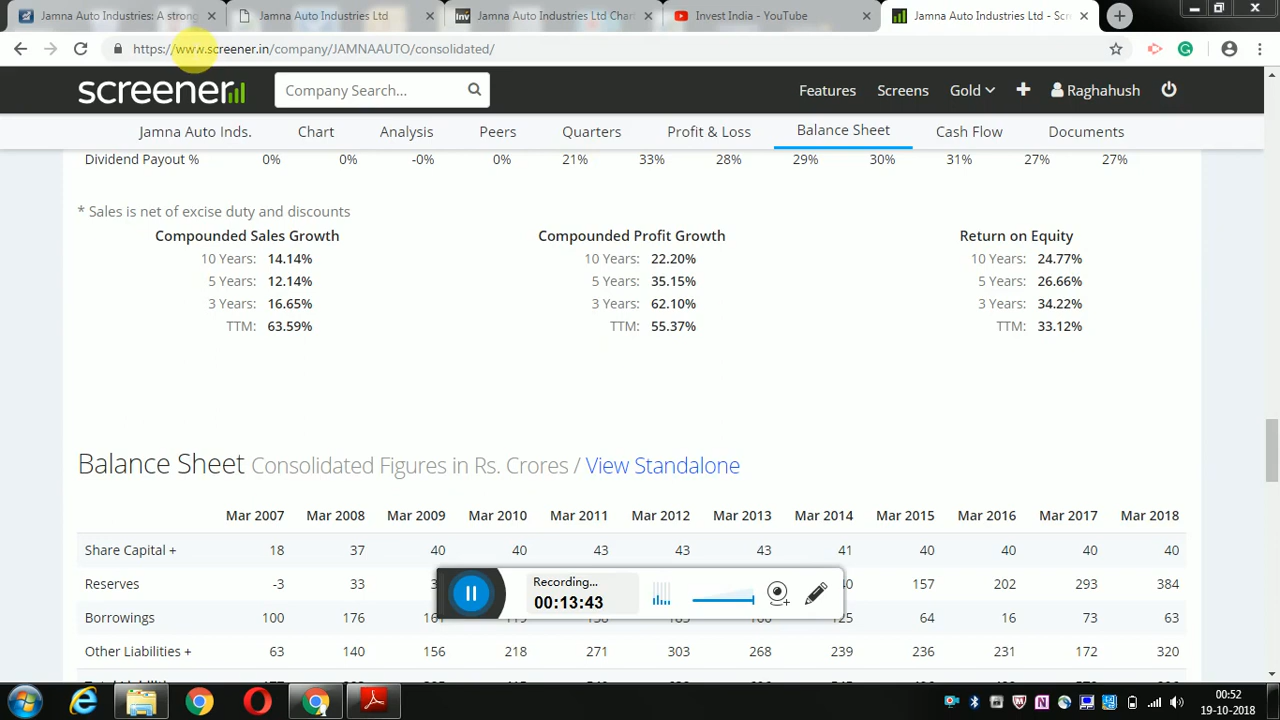 Jamna Auto Industries: A strong
Jamna Auto Industries Ltd
Inv
Jamna Auto Industries Ltd Cha
Invest India - YouTube
Jamna Auto Industries Ltd - Scr
https://www.screener.in/company/JAMNAAUTO/consolidated/
screener
Company Search...
Features
Screens
Gold
Raghahush
Jamna Auto Inds.
Chart
Analysis
Peers
Quarters
Profit & Loss
Balance Sheet
Cash Flow
Documents
Dividend Payout % 0% 0% -0% 0% 21% 33% 28% 29% 30% 31% 27% 27%
* Sales is net of excise duty and discounts
Compounded Sales Growth
10 Years: 14.14%
5 Years: 12.14%
3 Years: 16.65%
TTM: 63.59%
Compounded Profit Growth
10 Years: 22.20%
5 Years: 35.15%
3 Years: 62.10%
TTM: 55.37%
Return on Equity
10 Years: 24.77%
5 Years: 26.66%
3 Years: 34.22%
TTM: 33.12%
Balance Sheet Consolidated Figures in Rs. Crores / View Standalone
Mar 2007 Mar 2008 Mar 2009 Mar 2010 Mar 2011 Mar 2012 Mar 2013 Mar 2014 Mar 2015 Mar 2016 Mar 2017 Mar 2018
Share Capital + 18 37 40 40 43 43 43 41 40 40 40 40
Reserves -3 33 157 202 293 384
Borrowings 100 176 64 16 73 63
Other Liabilities + 63 140 156 218 271 303 268 239 236 231 172 320
Recording...
00:13:43
00:52
19-10-2018